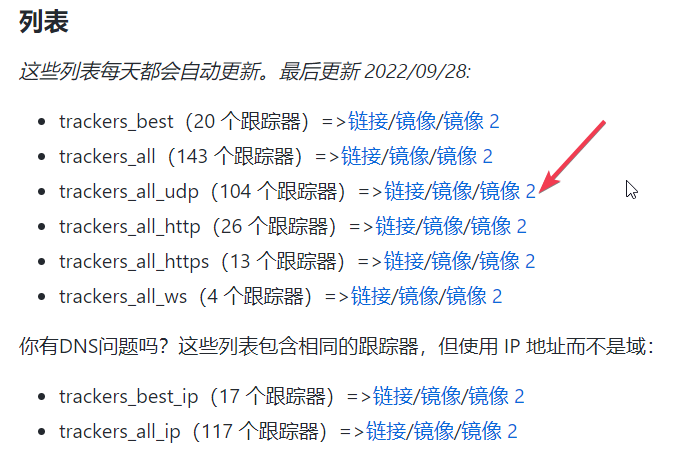 列表
这些列表每天都会自动更新。最后更新 2022/09/28:
trackers_best（20 个跟踪器）=>链接/镜像/镜像 2
trackers_all（143 个跟踪器）=>链接/镜像/镜像 2
trackers_all_udp（104 个跟踪器）=>链接/镜像/镜像 2
trackers_all_http（26 个跟踪器）=>链接/镜像/镜像 2
trackers_all_https（13 个跟踪器）=>链接/镜像/镜像 2
trackers_all_ws（4 个跟踪器）=>链接/镜像/镜像 2
你有DNS问题吗？这些列表包含相同的跟踪器，但使用 IP 地址而不是域：
trackers_best_ip（17 个跟踪器）=>链接/镜像/镜像 2
trackers_all_ip（117 个跟踪器）=>链接/镜像/镜像 2